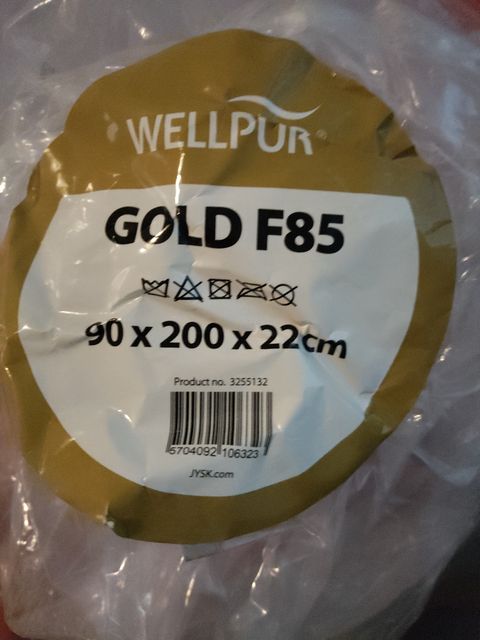 WELLPUR®
GOLD F85
90 x 200 x 22cm
Product no. 3255132
5704092 106323
JYSK.com